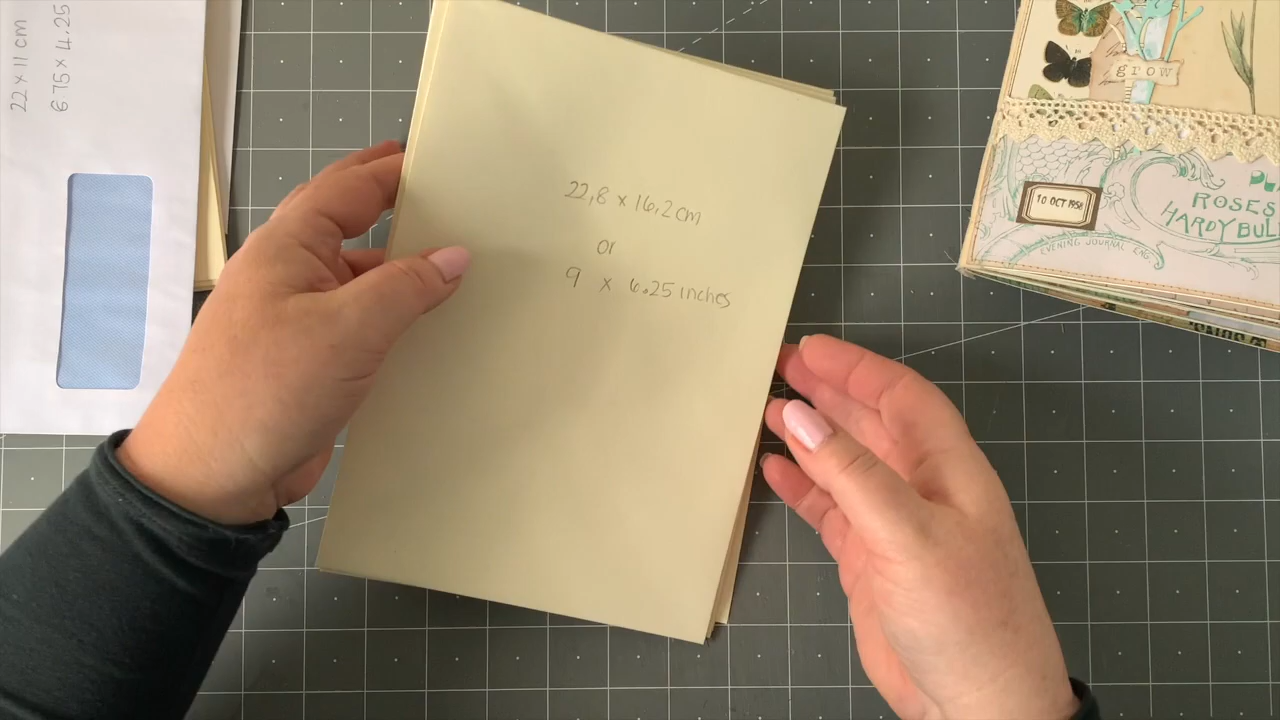 22 x 11 cm
6 75 x 4.25
22,8 x 16,2 cm
or
9 x 6.25 inches
grow
10 OCT 1958
ROSES
HARDY BUL
EVENING JOURNAL ENG